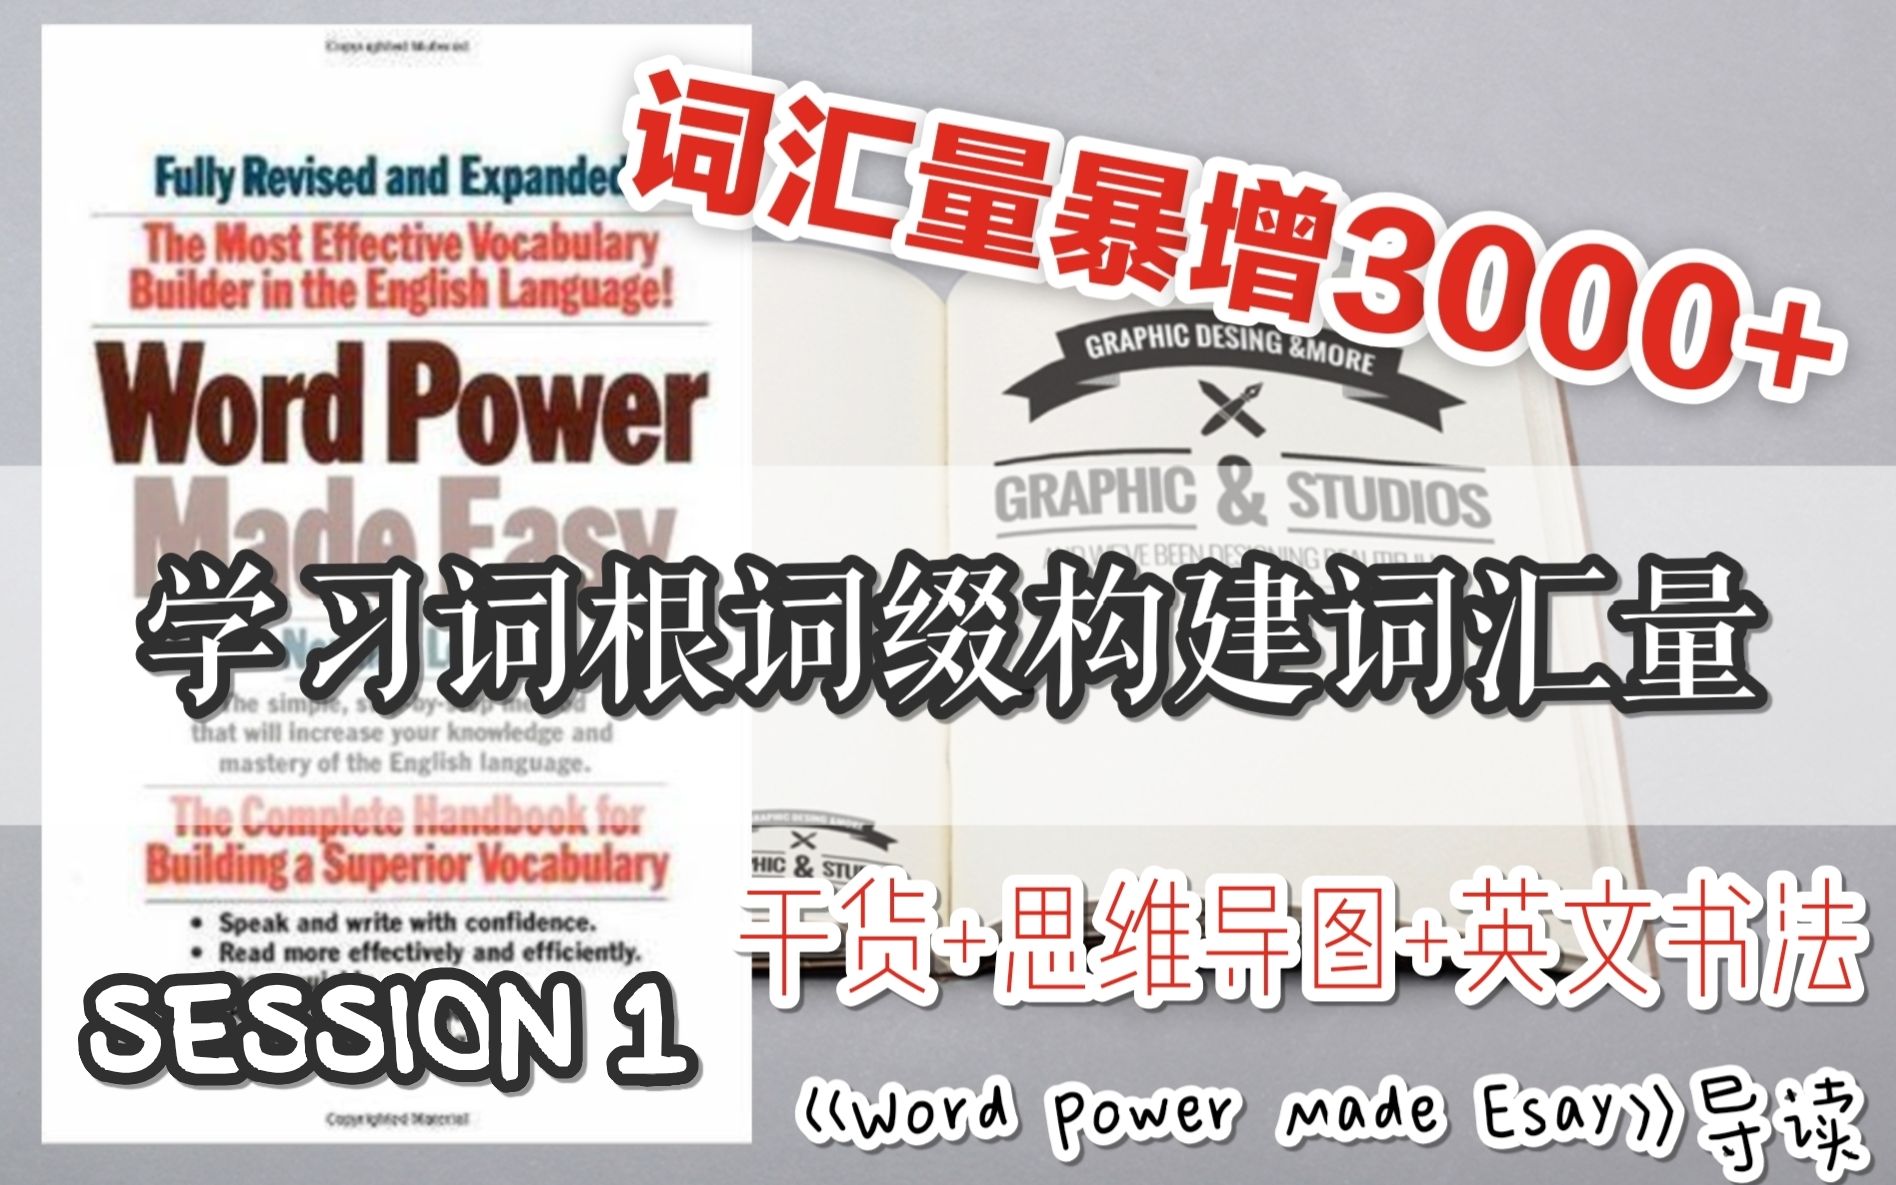 Copyrighted Material
Fully Revised and Expanded
The Most Effective Vocabulary
Builder in the English Language!
Word Power
Made Easy
The simple, step-by-step method
that will increase your knowledge and
mastery of the English language.
The Complete Handbook for
Building a Superior Vocabulary
• Speak and write with confidence.
• Read more effectively and efficiently.
Copyrighted Material
词汇量暴增3000+
GRAPHIC DESING &MORE
GRAPHIC & STUDIOS
AND WE'VE BEEN DESIGNING
学习词根词缀构建词汇量
GRAPHIC DESING &MORE
HIC & STU
干货+思维导图+英文书法
SESSION 1
《Word Power made Esay》导读